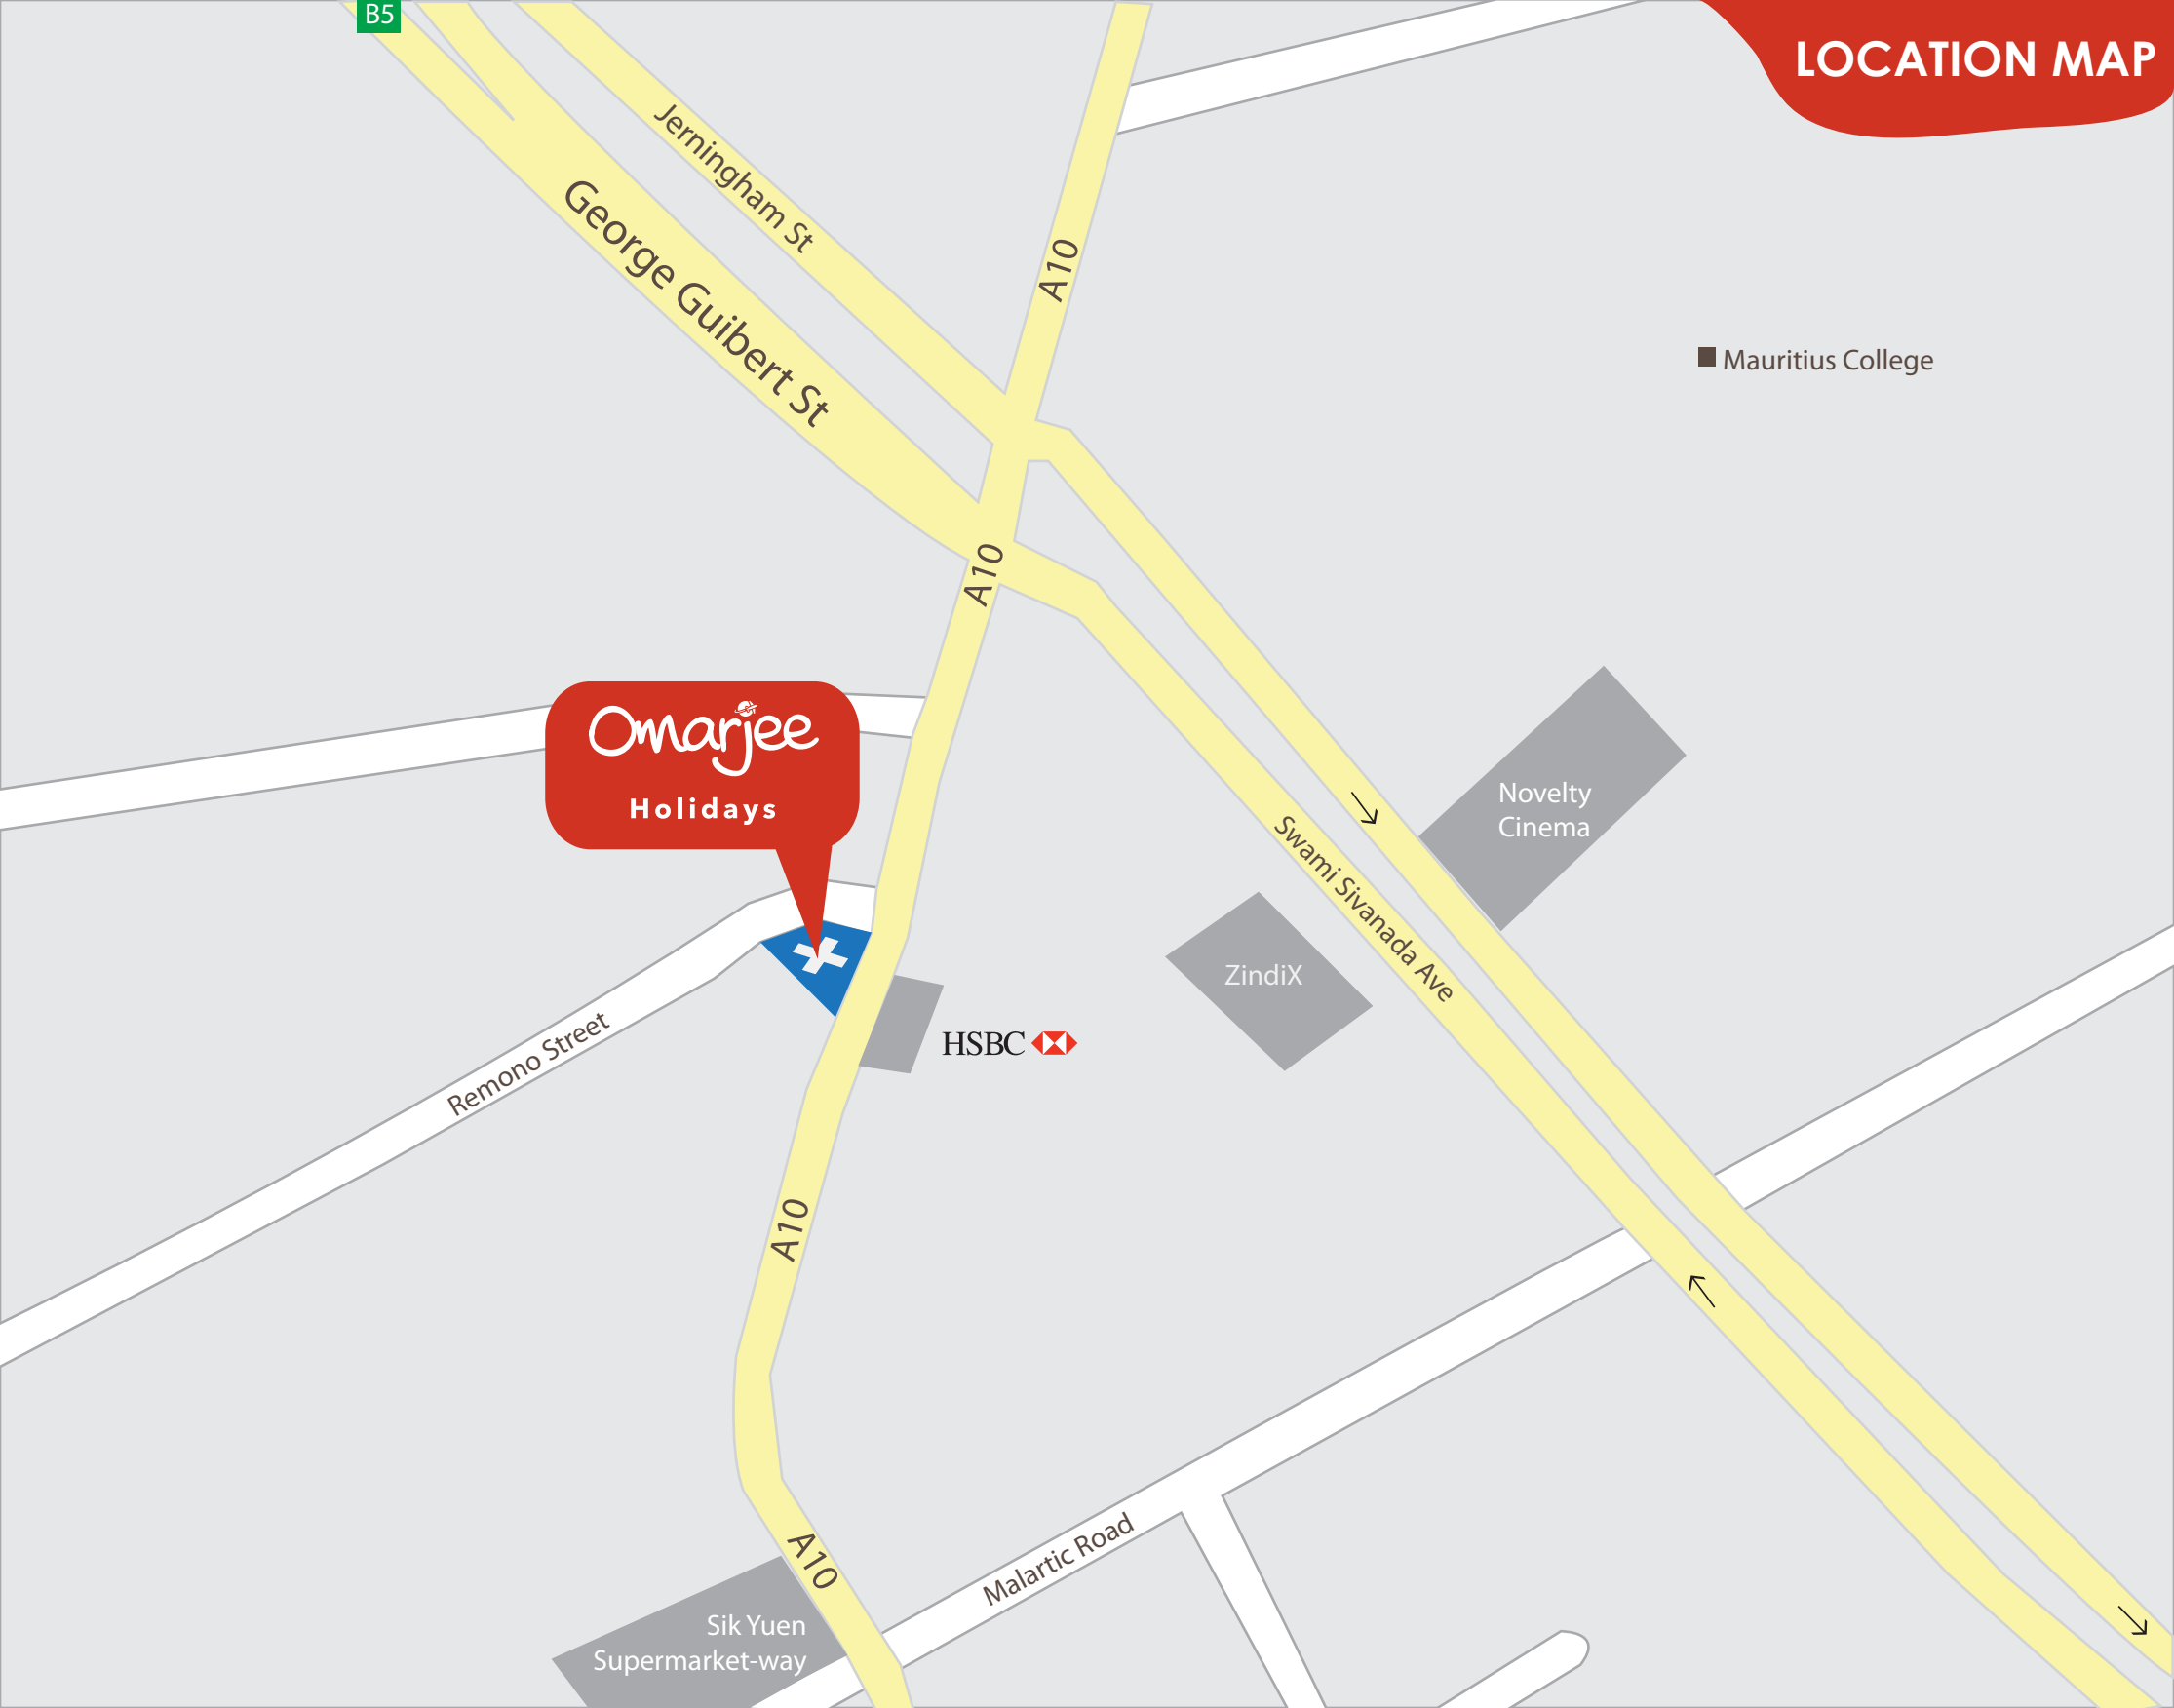 B5
LOCATION MAP
Jerningham St
George Guibert St
A10
Mauritius College
A10
Omarjee
Holidays
Novelty
Cinema
Swami Sivanada Ave
ZindiX
Remono Street
HSBC
A10
A10
Malartic Road
Sik Yuen
Supermarket-way